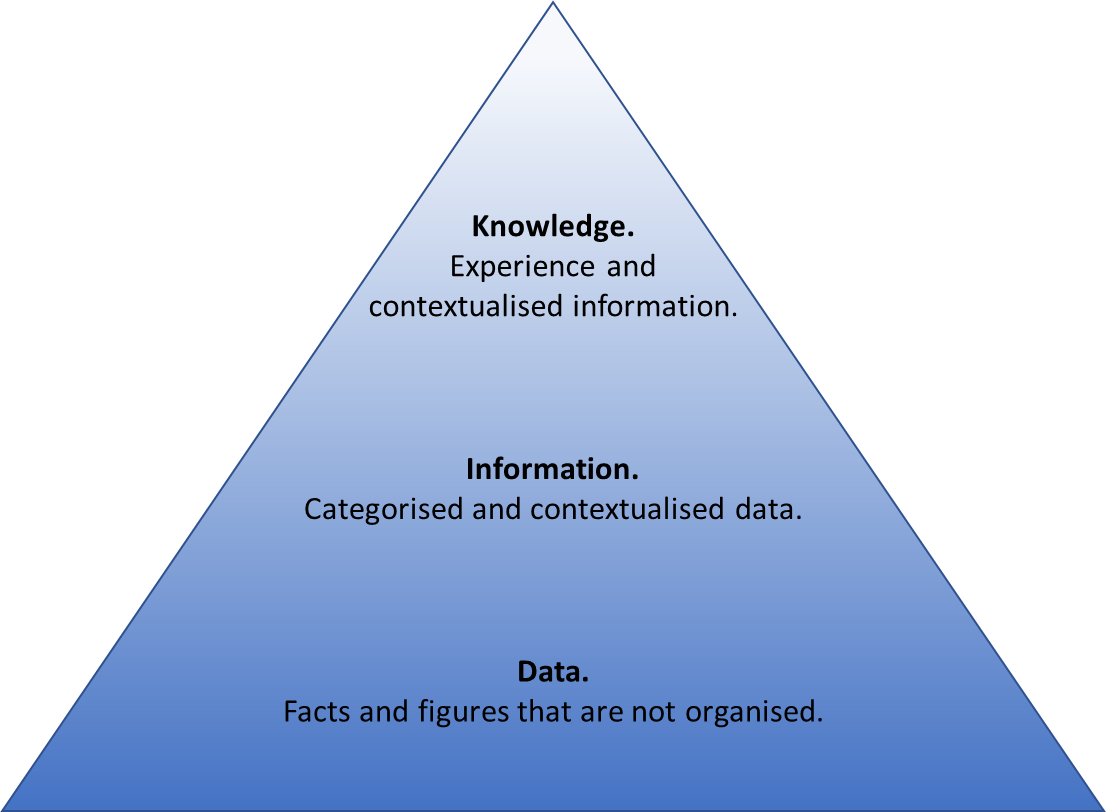 Knowledge.
Experience and
contextualised information.
Information.
Categorised and contextualised data.
Data.
Facts and figures that are not organised.